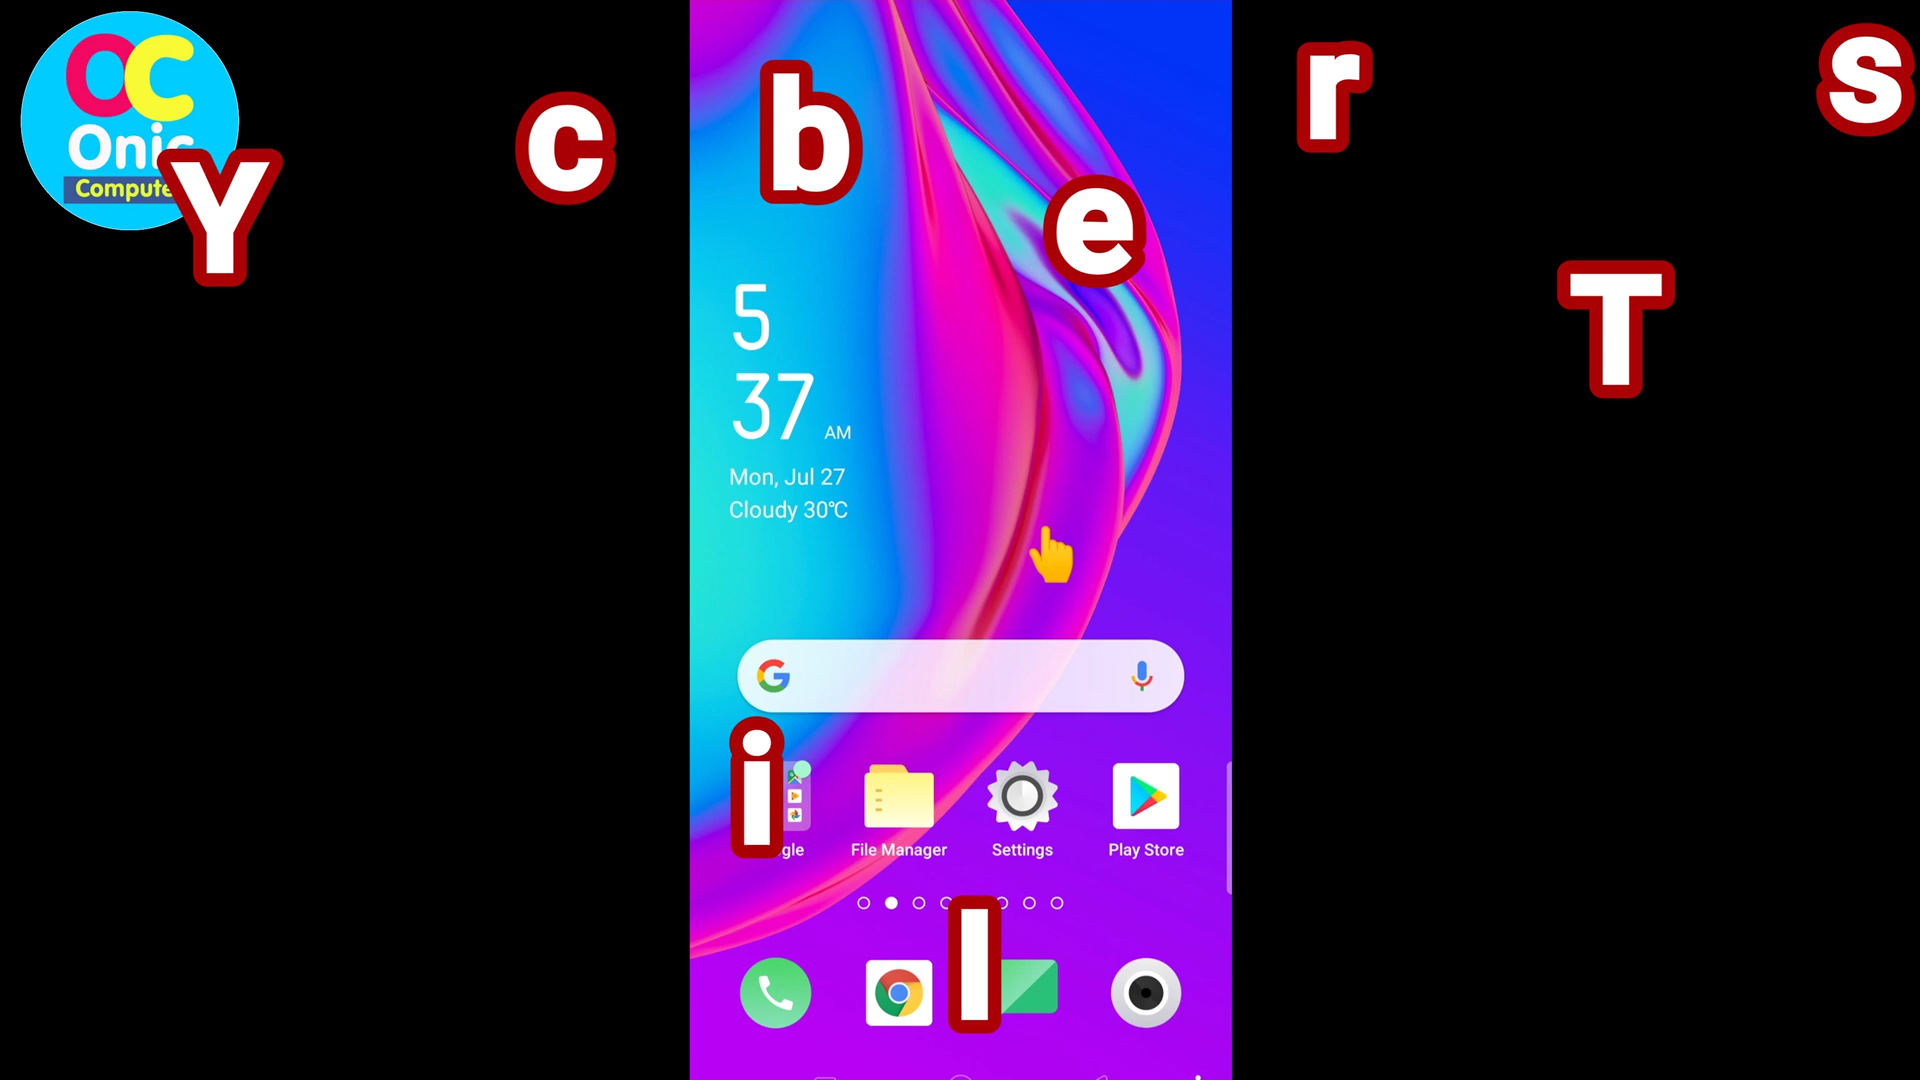 OC
Onic
Compute
Y
c
b
e
r
s
T
5
37 AM
Mon, Jul 27
Cloudy 30℃
i
gle
File Manager
Settings
Play Store
l